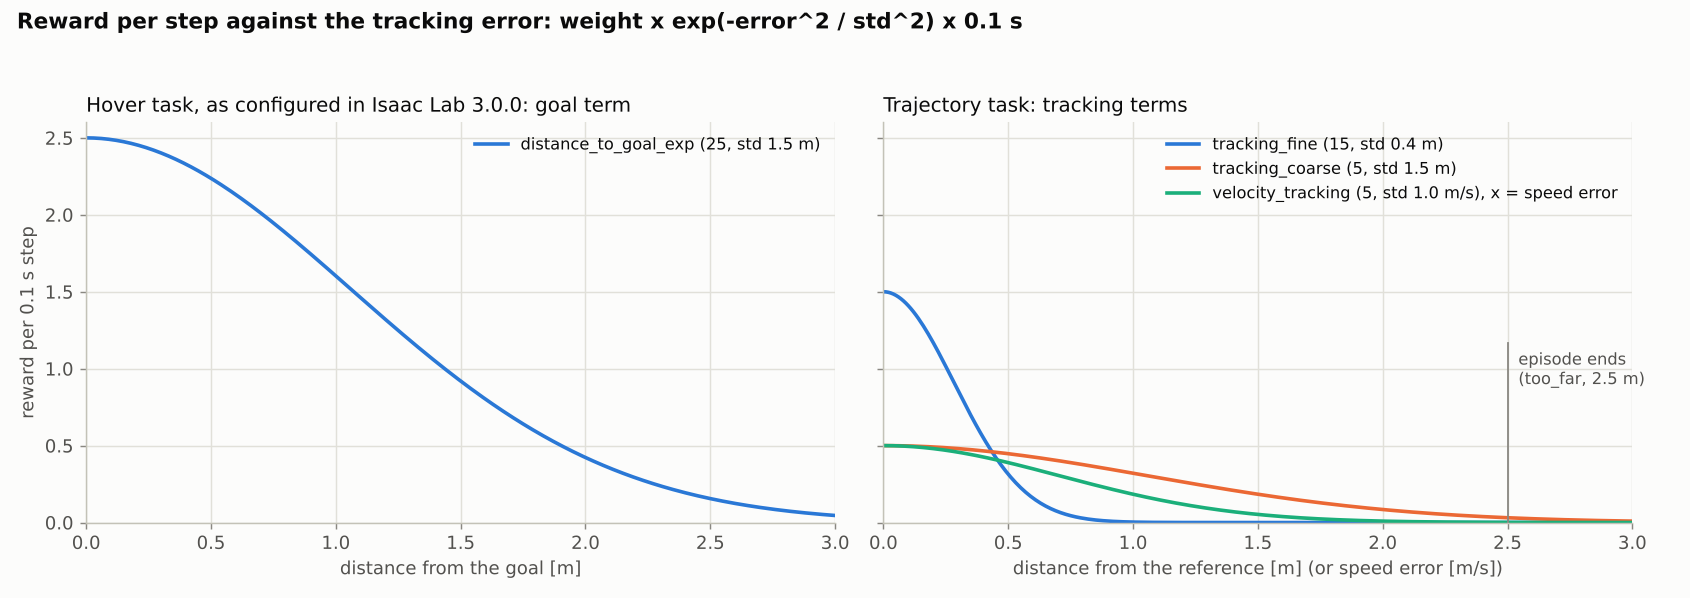 Reward per step against the tracking error: weight x exp(-error^2 / std^2) x 0.1 s
Hover task, as configured in Isaac Lab 3.0.0: goal term
distance_to_goal_exp (25, std 1.5 m)
reward per 0.1 s step
2.5
2.0
1.5
1.0
0.5
0.0
0.0 0.5 1.0 1.5 2.0 2.5 3.0
distance from the goal [m]
Trajectory task: tracking terms
tracking_fine (15, std 0.4 m)
tracking_coarse (5, std 1.5 m)
velocity_tracking (5, std 1.0 m/s), x = speed error
episode ends
(too_far, 2.5 m)
0.0 0.5 1.0 1.5 2.0 2.5 3.0
distance from the reference [m] (or speed error [m/s])